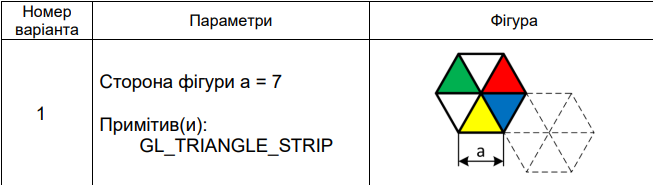 Номер
варіанта
Параметри
Фігура
1
Сторона фігури a = 7
Примітив(и):
GL_TRIANGLE_STRIP
a